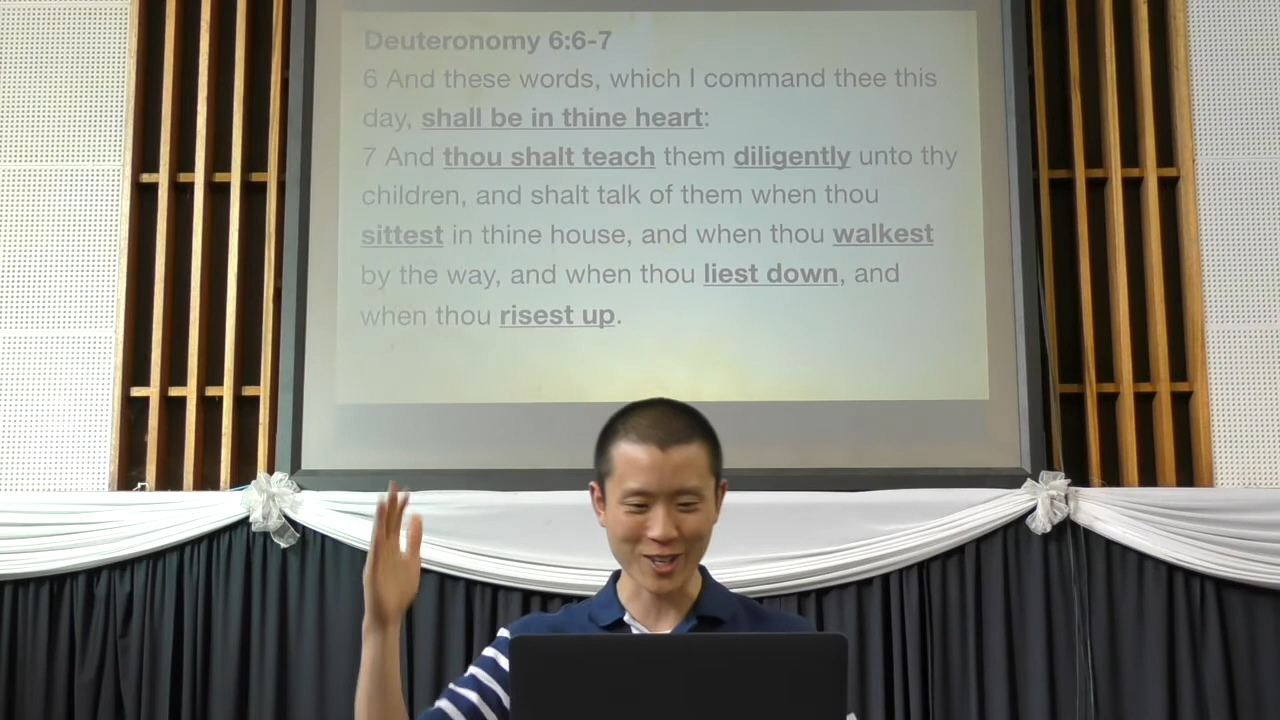 Deuteronomy 6:6-7
6 And these words, which I command thee this
day, shall be in thine heart:
7 And thou shalt teach them diligently unto thy
children, and shalt talk of them when thou
sittest in thine house, and when thou walkest
by the way, and when thou liest down, and
when thou risest up.